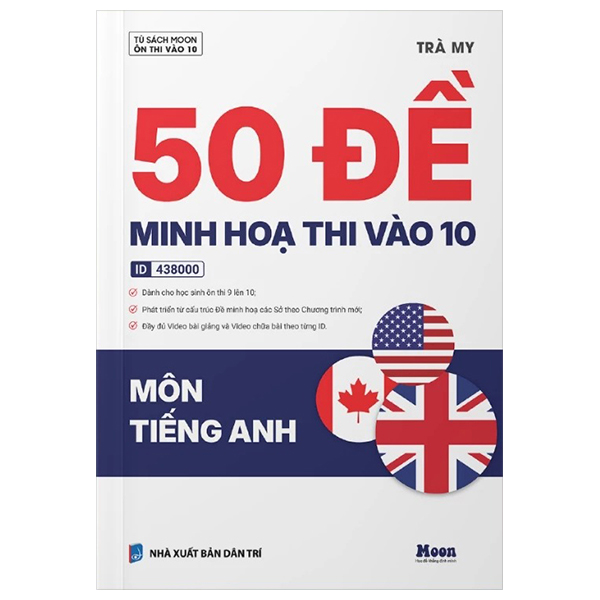 TỦ SÁCH MOON
ÔN THI VÀO 10
TRÀ MY
50 ĐỀ
MINH HOẠ THI VÀO 10
ID 438000
Dành cho học sinh ôn thi 9 lên 10;
Phát triển từ cấu trúc Đề minh hoạ các Sở theo Chương trình mới;
Đầy đủ Video bài giảng và Video chữa bài theo từng ID.
MÔN
TIẾNG ANH
NHÀ XUẤT BẢN DÂN TRÍ
Moon